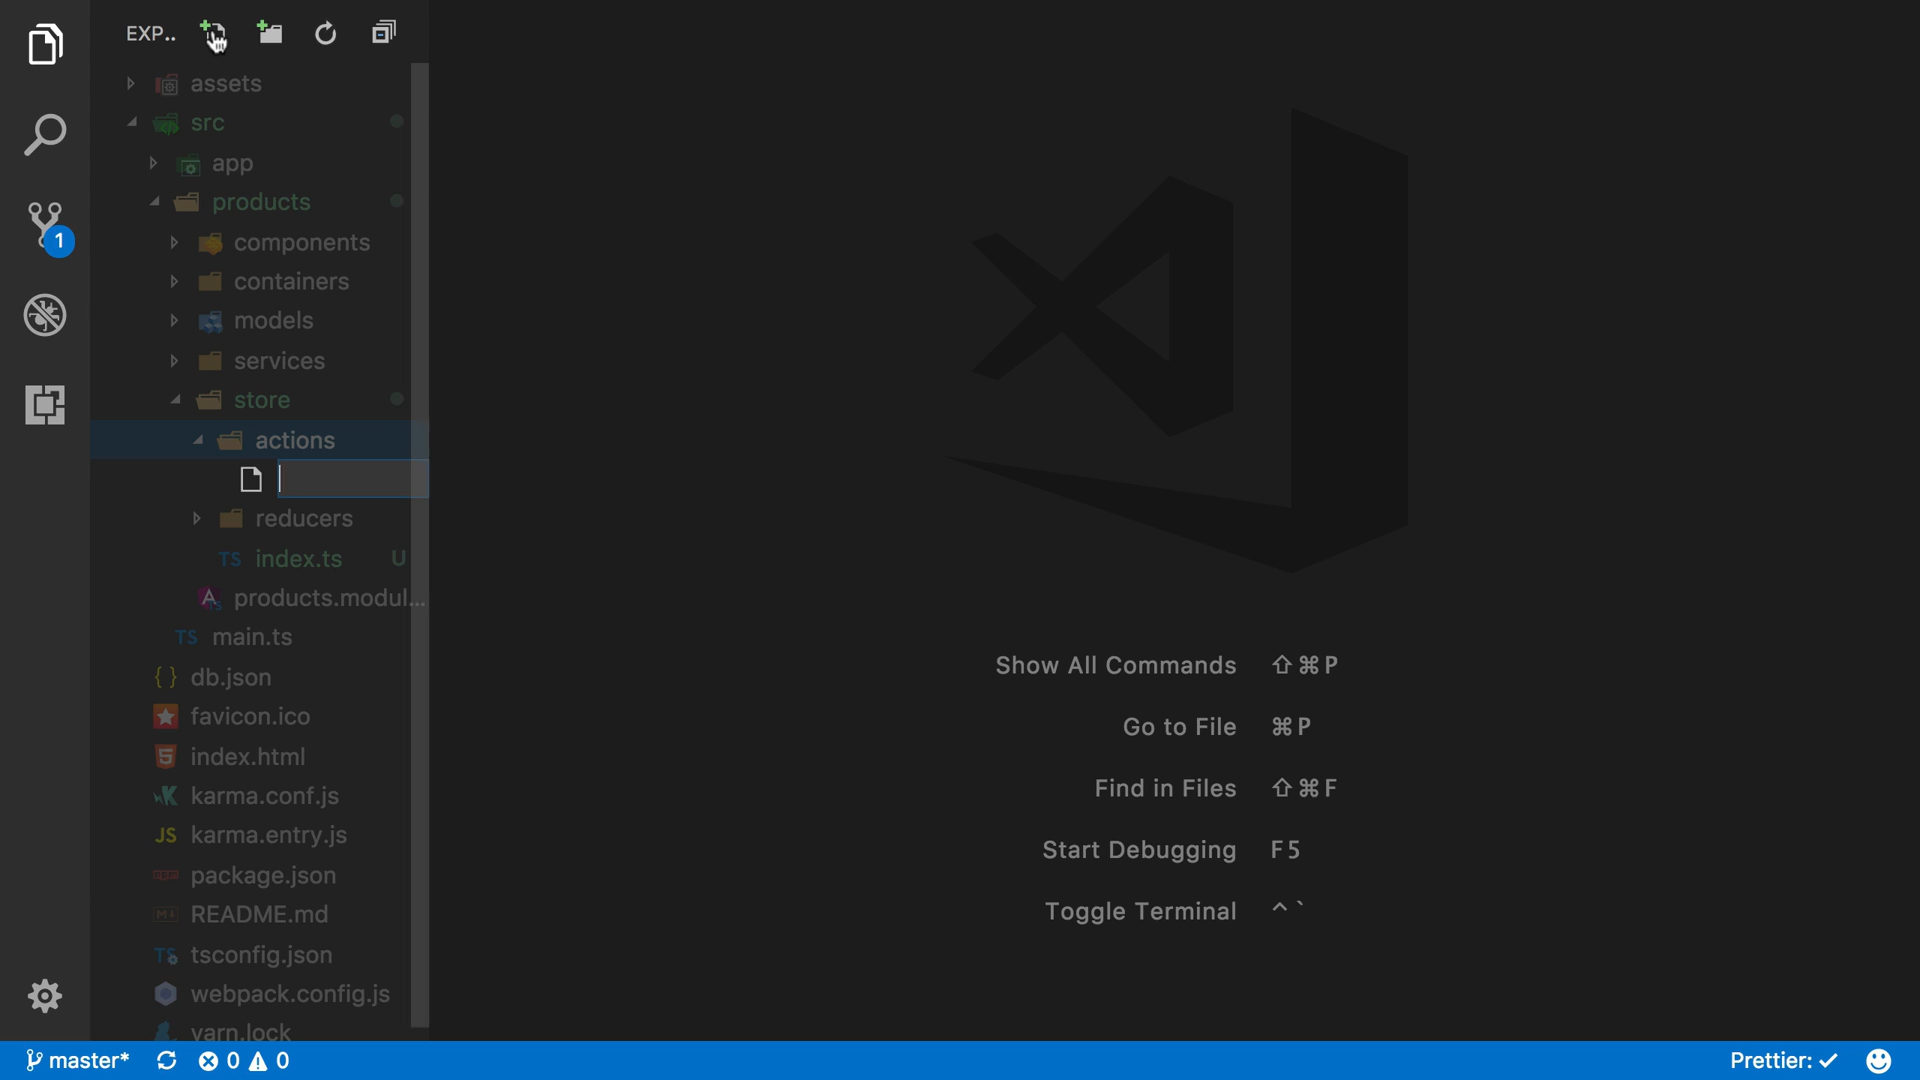 EXP..
assets
src
app
products
components
containers
models
services
store
actions
reducers
TS index.ts U
products.modul...
TS main.ts
{ } db.json
favicon.ico
index.html
karma.conf.js
JS karma.entry.js
package.json
README.md
TS tsconfig.json
webpack.config.js
yarn.lock
1
Show All Commands ⇧⌘P
Go to File ⌘P
Find in Files ⇧⌘F
Start Debugging F5
Toggle Terminal ^`
master* 0 0 Prettier: ✓